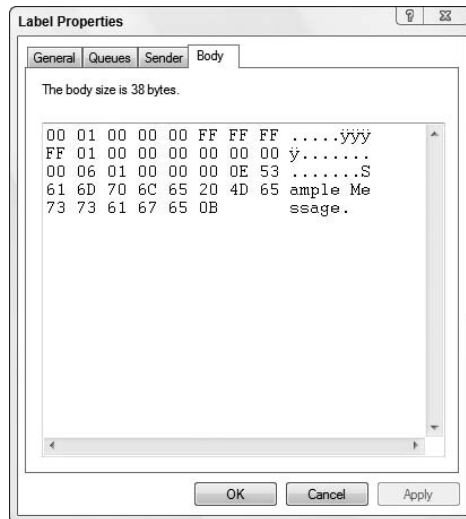 Label Properties
General Queues Sender Body
The body size is 38 bytes.
00 01 00 00 00 FF FF FF .....ÿÿÿ
FF 01 00 00 00 00 00 00 ÿ.......
00 06 01 00 00 00 0E 53 .......S
61 6D 70 6C 65 20 4D 65 ample Me
73 73 61 67 65 0B ssage.
OK Cancel Apply